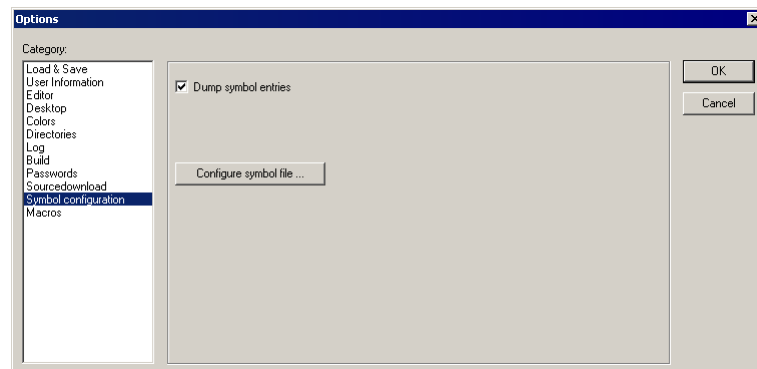 Options
Category:
Load & Save
User Information
Editor
Desktop
Colors
Directories
Log
Build
Passwords
Sourcedownload
Symbol configuration
Macros
Dump symbol entries
Configure symbol file ...
OK
Cancel